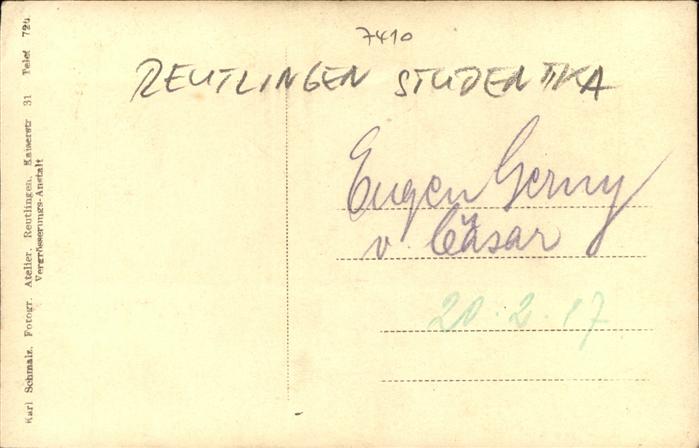 7410
REUTLINGEN STUDENTIKA
Eugen Gerny
v. Cäsar
20.2.17
Karl Schmalz. Fotogr. Atelier. Reutlingen. Kaiserstr 31 Telef 720.
Vergrösserungs-Anstalt